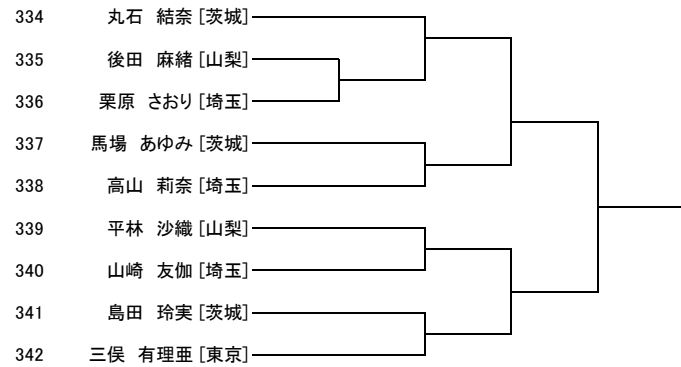 334 丸石 結奈 [茨城]
335 後田 麻緒 [山梨]
336 栗原 さおり [埼玉]
337 馬場 あゆみ [茨城]
338 高山 莉奈 [埼玉]
339 平林 沙織 [山梨]
340 山崎 友伽 [埼玉]
341 島田 玲実 [茨城]
342 三俣 有理亜 [東京]